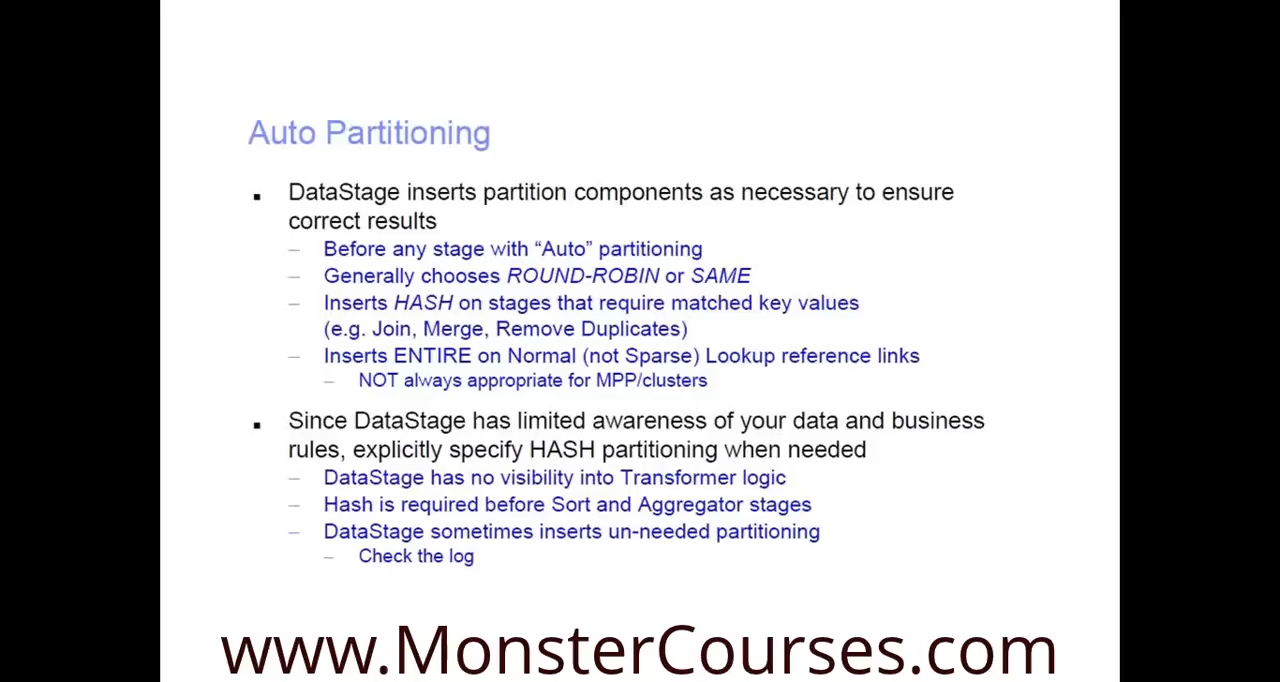 Auto Partitioning
▪ DataStage inserts partition components as necessary to ensure
correct results
– Before any stage with “Auto” partitioning
– Generally chooses ROUND-ROBIN or SAME
– Inserts HASH on stages that require matched key values
(e.g. Join, Merge, Remove Duplicates)
– Inserts ENTIRE on Normal (not Sparse) Lookup reference links
– NOT always appropriate for MPP/clusters
▪ Since DataStage has limited awareness of your data and business
rules, explicitly specify HASH partitioning when needed
– DataStage has no visibility into Transformer logic
– Hash is required before Sort and Aggregator stages
– DataStage sometimes inserts un-needed partitioning
– Check the log
www.MonsterCourses.com